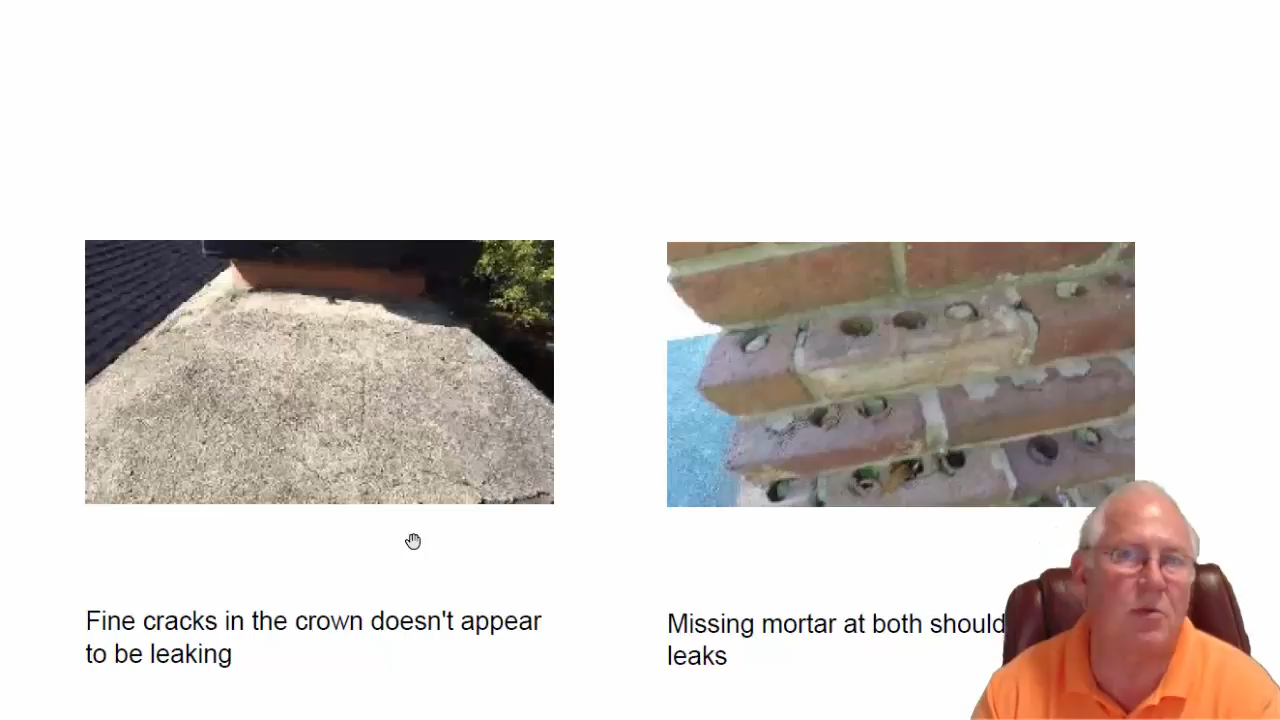 Fine cracks in the crown doesn't appear
to be leaking
Missing mortar at both should
leaks